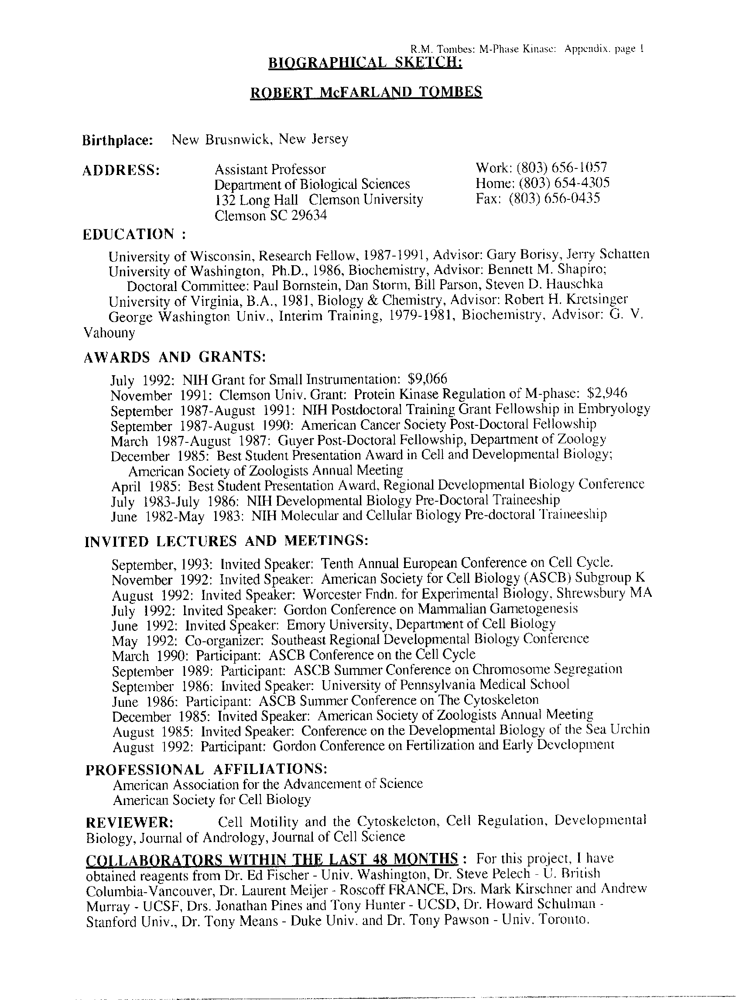 R.M. Tombes: M-Phase Kinase: Appendix. page 1
BIOGRAPHICAL SKETCH:
ROBERT McFARLAND TOMBES
Birthplace: New Brusnwick, New Jersey
ADDRESS: Assistant Professor Work: (803) 656-1057
Department of Biological Sciences Home: (803) 654-4305
132 Long Hall Clemson University Fax: (803) 656-0435
Clemson SC 29634
EDUCATION :
University of Wisconsin, Research Fellow, 1987-1991, Advisor: Gary Borisy, Jerry Schatten
University of Washington, Ph.D., 1986, Biochemistry, Advisor: Bennett M. Shapiro;
Doctoral Committee: Paul Bornstein, Dan Storm, Bill Parson, Steven D. Hauschka
University of Virginia, B.A., 1981, Biology & Chemistry, Advisor: Robert H. Kretsinger
George Washington Univ., Interim Training, 1979-1981, Biochemistry, Advisor: G. V.
Vahouny
AWARDS AND GRANTS:
July 1992: NIH Grant for Small Instrumentation: $9,066
November 1991: Clemson Univ. Grant: Protein Kinase Regulation of M-phase: $2,946
September 1987-August 1991: NIH Postdoctoral Training Grant Fellowship in Embryology
September 1987-August 1990: American Cancer Society Post-Doctoral Fellowship
March 1987-August 1987: Guyer Post-Doctoral Fellowship, Department of Zoology
December 1985: Best Student Presentation Award in Cell and Developmental Biology;
American Society of Zoologists Annual Meeting
April 1985: Best Student Presentation Award, Regional Developmental Biology Conference
July 1983-July 1986: NIH Developmental Biology Pre-Doctoral Traineeship
June 1982-May 1983: NIH Molecular and Cellular Biology Pre-doctoral Traineeship
INVITED LECTURES AND MEETINGS:
September, 1993: Invited Speaker: Tenth Annual European Conference on Cell Cycle.
November 1992: Invited Speaker: American Society for Cell Biology (ASCB) Subgroup K
August 1992: Invited Speaker: Worcester Fndn. for Experimental Biology, Shrewsbury MA
July 1992: Invited Speaker: Gordon Conference on Mammalian Gametogenesis
June 1992: Invited Speaker: Emory University, Department of Cell Biology
May 1992: Co-organizer: Southeast Regional Developmental Biology Conference
March 1990: Participant: ASCB Conference on the Cell Cycle
September 1989: Participant: ASCB Summer Conference on Chromosome Segregation
September 1986: Invited Speaker: University of Pennsylvania Medical School
June 1986: Participant: ASCB Summer Conference on The Cytoskeleton
December 1985: Invited Speaker: American Society of Zoologists Annual Meeting
August 1985: Invited Speaker: Conference on the Developmental Biology of the Sea Urchin
August 1992: Participant: Gordon Conference on Fertilization and Early Development
PROFESSIONAL AFFILIATIONS:
American Association for the Advancement of Science
American Society for Cell Biology
REVIEWER: Cell Motility and the Cytoskeleton, Cell Regulation, Developmental
Biology, Journal of Andrology, Journal of Cell Science
COLLABORATORS WITHIN THE LAST 48 MONTHS : For this project, I have
obtained reagents from Dr. Ed Fischer - Univ. Washington, Dr. Steve Pelech - U. British
Columbia-Vancouver, Dr. Laurent Meijer - Roscoff FRANCE, Drs. Mark Kirschner and Andrew
Murray - UCSF, Drs. Jonathan Pines and Tony Hunter - UCSD, Dr. Howard Schulman -
Stanford Univ., Dr. Tony Means - Duke Univ. and Dr. Tony Pawson - Univ. Toronto.